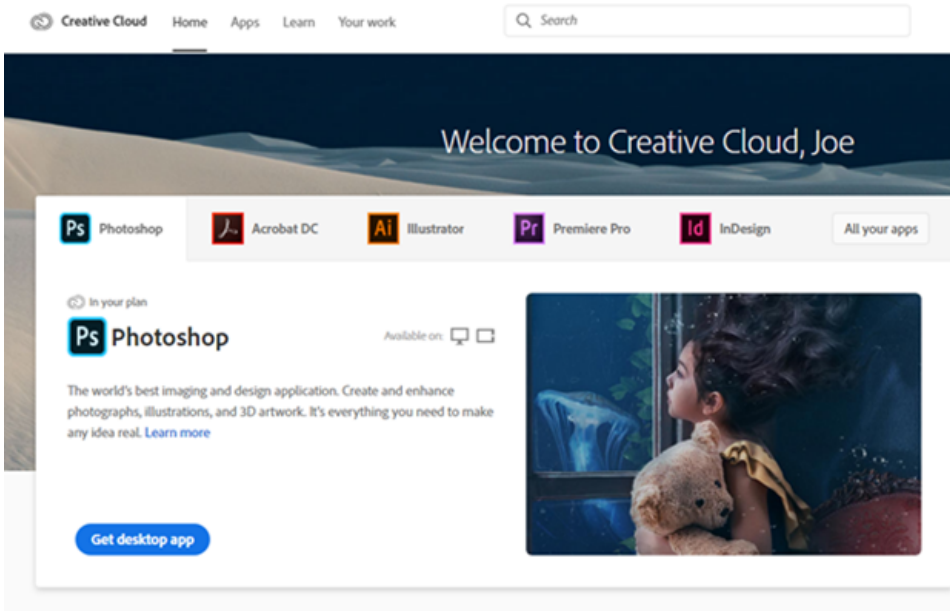 Creative Cloud Home Apps Learn Your work Search
Welcome to Creative Cloud, Joe
Ps Photoshop Acrobat DC Ai Illustrator Pr Premiere Pro Id InDesign All your apps
In your plan
Ps Photoshop Available on:
The world's best imaging and design application. Create and enhance
photographs, illustrations, and 3D artwork. It's everything you need to make
any idea real. Learn more
Get desktop app